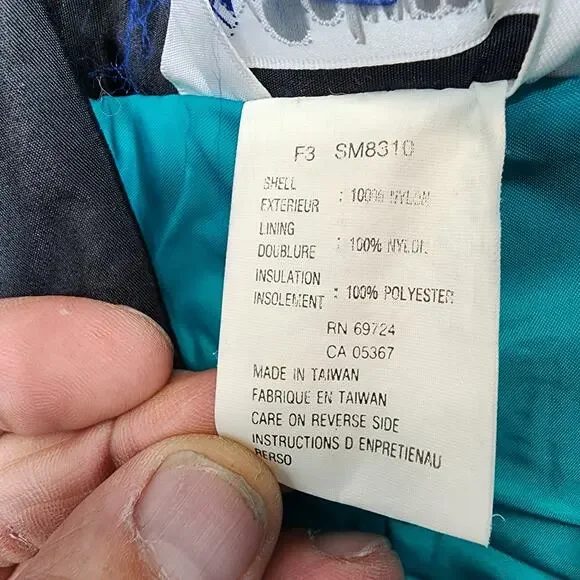 F3 SM8310
SHELL
EXTERIEUR : 100% NYLON
LINING
DOUBLURE : 100% NYLON
INSULATION
INSOLEMENT : 100% POLYESTER
RN 69724
CA 05367
MADE IN TAIWAN
FABRIQUE EN TAIWAN
CARE ON REVERSE SIDE
INSTRUCTIONS D ENPRETIENAU
PERSO